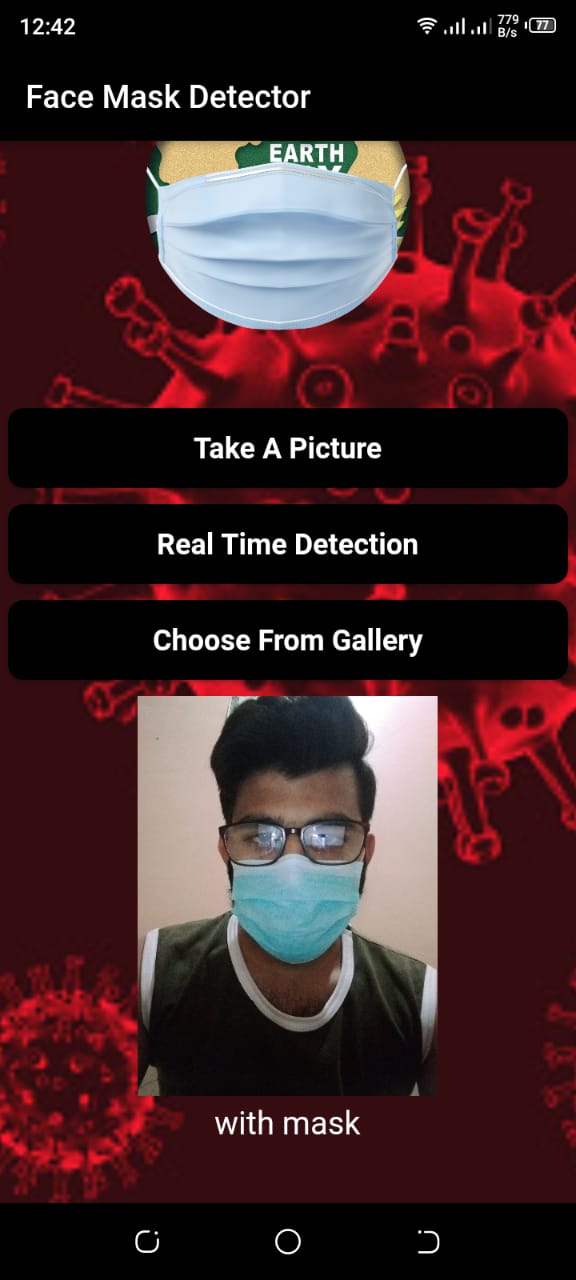 12:42
779
B/s
77
Face Mask Detector
EARTH
Take A Picture
Real Time Detection
Choose From Gallery
with mask